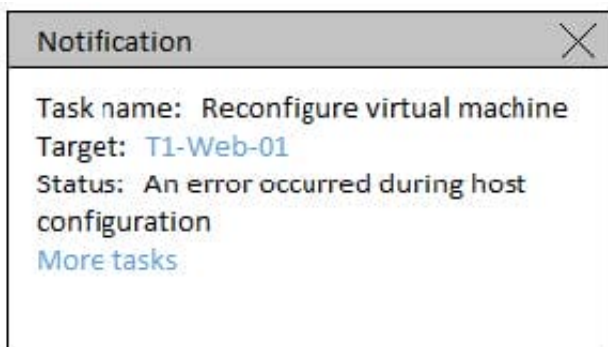 Notification
Task name: Reconfigure virtual machine
Target: T1-Web-01
Status: An error occurred during host
configuration
More tasks